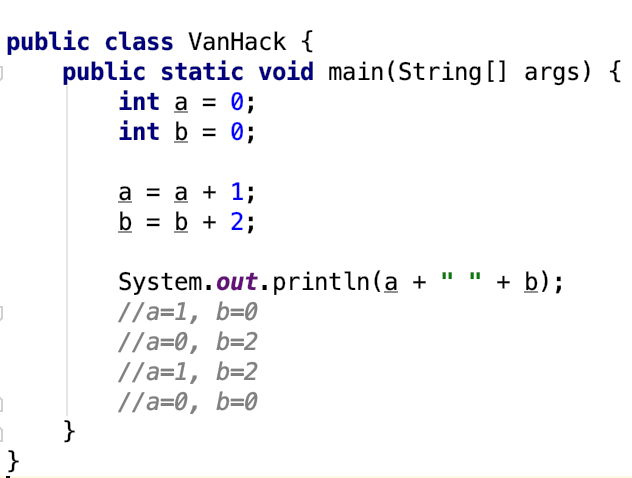 public class VanHack {
    public static void main(String[] args) {
        int a = 0;
        int b = 0;

        a = a + 1;
        b = b + 2;

        System.out.println(a + " " + b);
        //a=1, b=0
        //a=0, b=2
        //a=1, b=2
        //a=0, b=0
    }
}